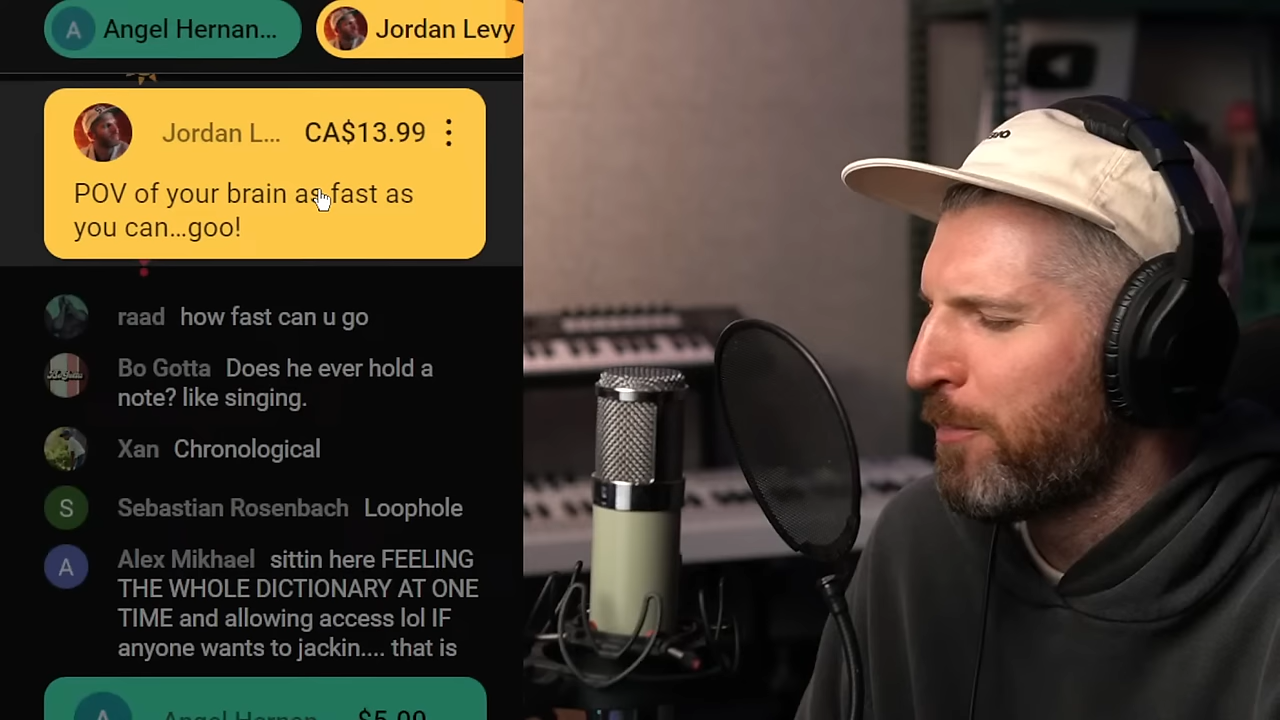 A Angel Hernan...
Jordan Levy
Jordan L... CA$13.99
POV of your brain as fast as
you can...goo!
raad how fast can u go
Bo Gotta Does he ever hold a
note? like singing.
Xan Chronological
S Sebastian Rosenbach Loophole
A Alex Mikhael sittin here FEELING
THE WHOLE DICTIONARY AT ONE
TIME and allowing access lol IF
anyone wants to jackin.... that is
A Angel Hernan... $5.99